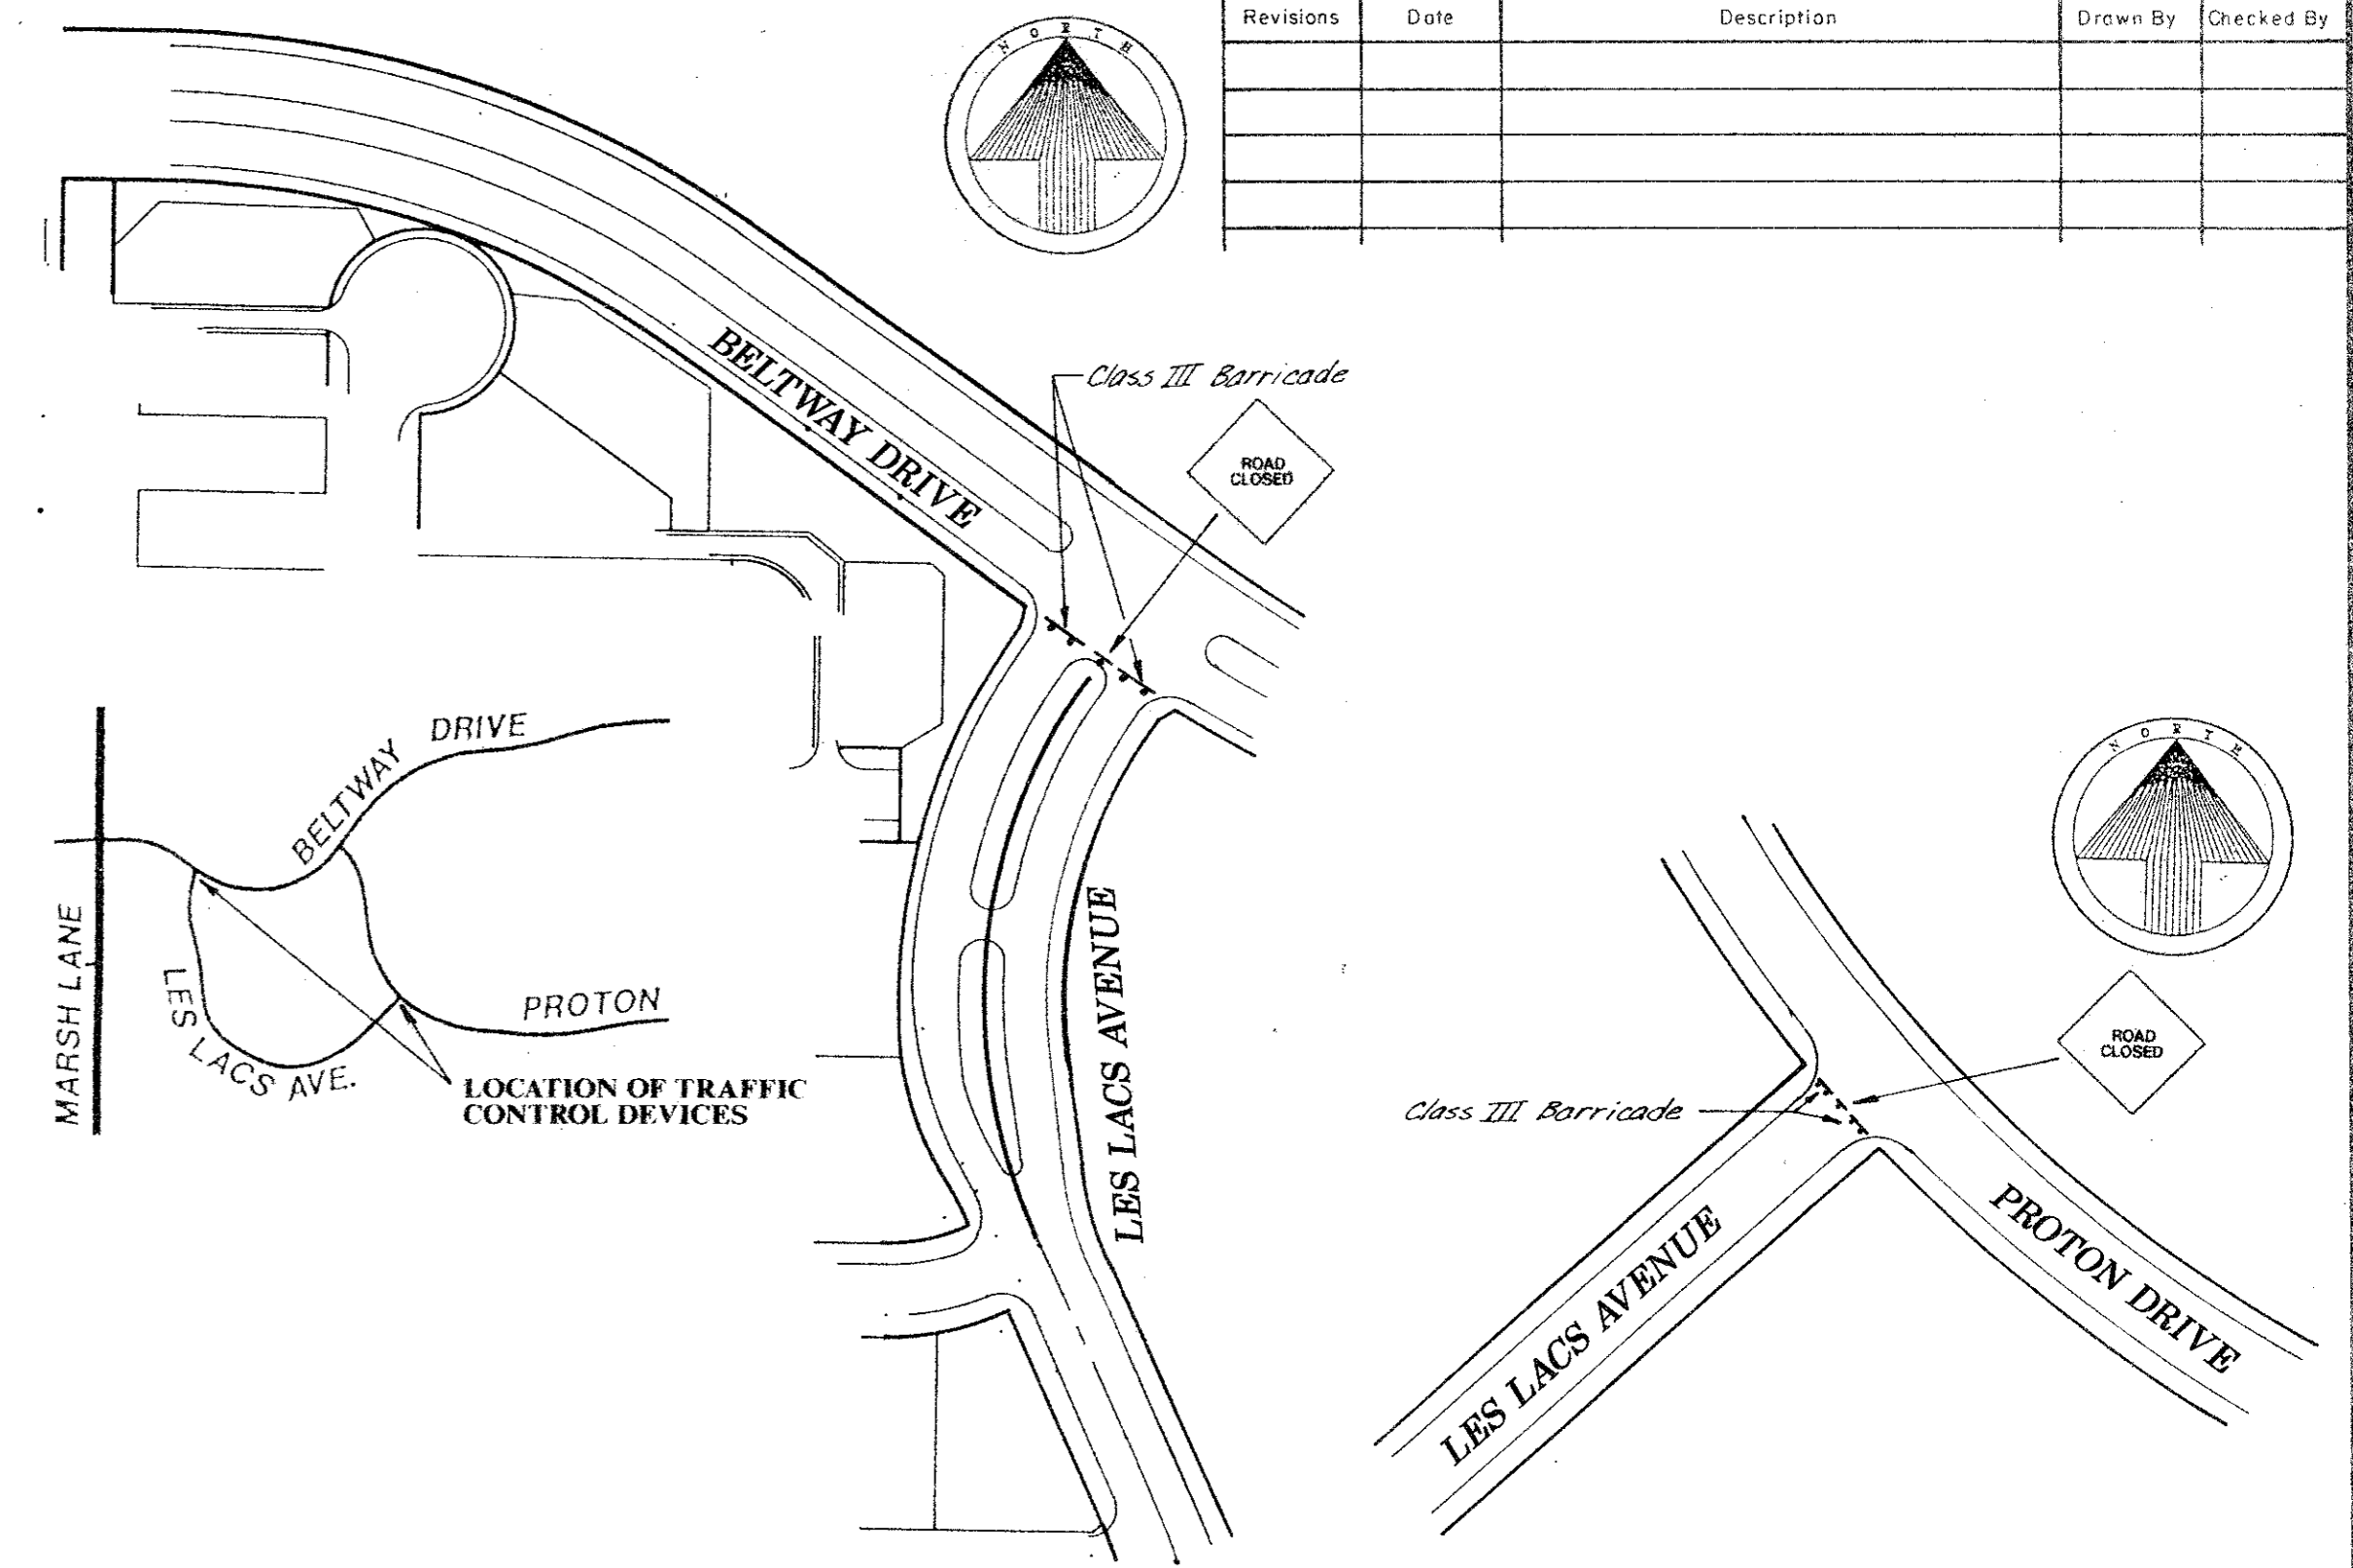 Revisions Date Description Drawn By Checked By
NORTH
Class III Barricade
ROAD
CLOSED
BELTWAY DRIVE
LES LACS AVENUE
BELTWAY DRIVE
MARSH LANE
LES LACS AVE.
PROTON
LOCATION OF TRAFFIC
CONTROL DEVICES
NORTH
ROAD
CLOSED
Class III Barricade
LES LACS AVENUE
PROTON DRIVE